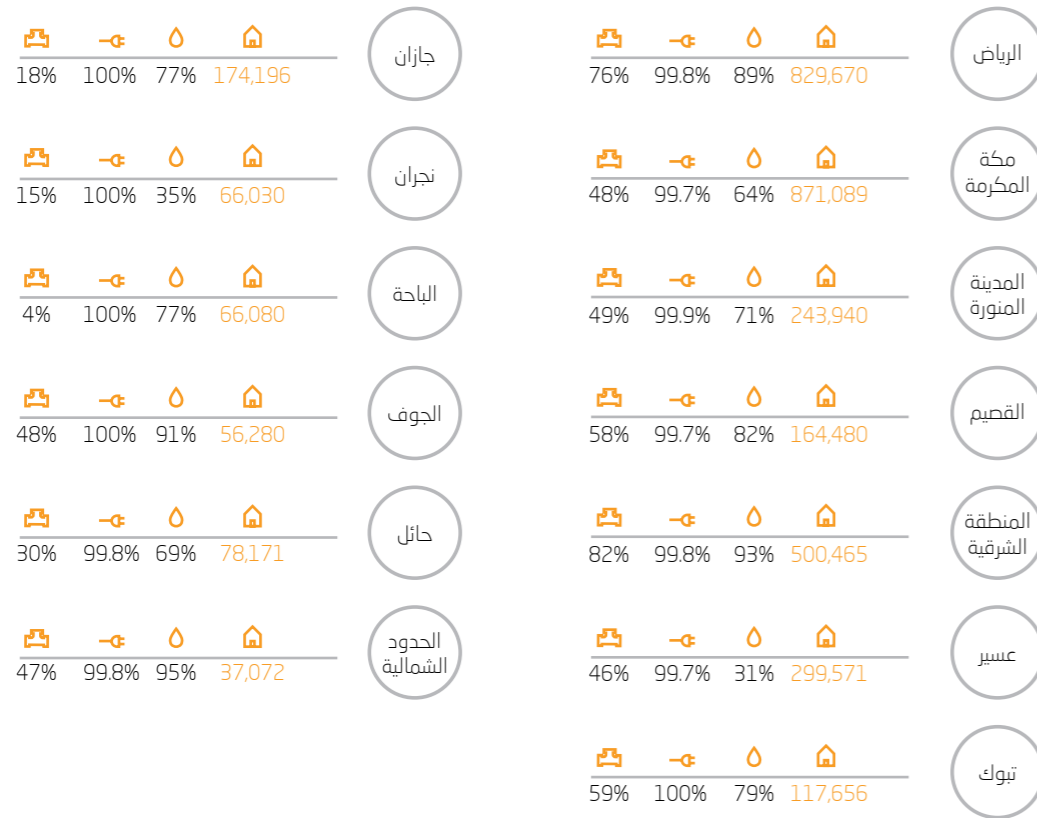 الرياض
829,670 89% 99.8% 76%
مكة
المكرمة
871,089 64% 99.7% 48%
المدينة
المنورة
243,940 71% 99.9% 49%
القصيم
164,480 82% 99.7% 58%
المنطقة
الشرقية
500,465 93% 99.8% 82%
عسير
299,571 31% 99.7% 46%
تبوك
117,656 79% 100% 59%
جازان
174,196 77% 100% 18%
نجران
66,030 35% 100% 15%
الباحة
66,080 77% 100% 4%
الجوف
56,280 91% 100% 48%
حائل
78,171 69% 99.8% 30%
الحدود
الشمالية
37,072 95% 99.8% 47%